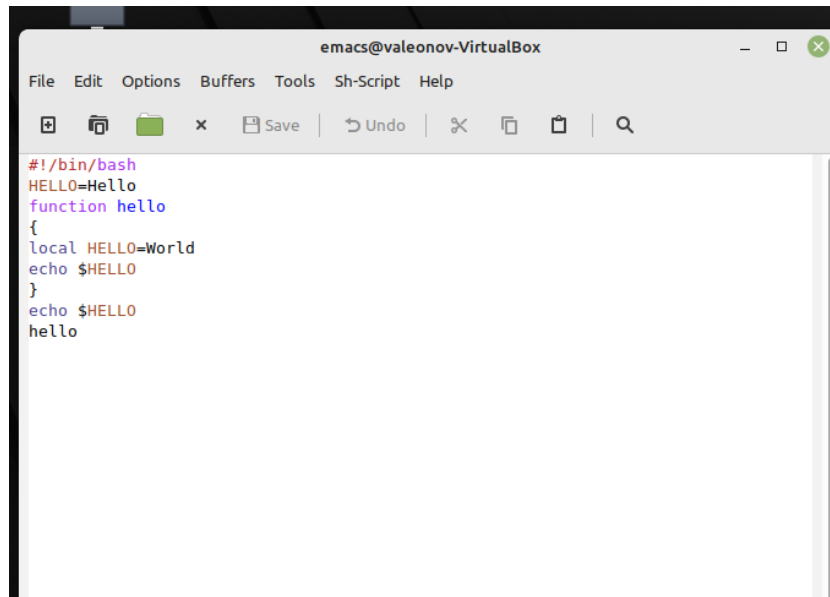 emacs@valeonov-VirtualBox
File Edit Options Buffers Tools Sh-Script Help
Save Undo
#!/bin/bash
HELLO=Hello
function hello
{
local HELLO=World
echo $HELLO
}
echo $HELLO
hello